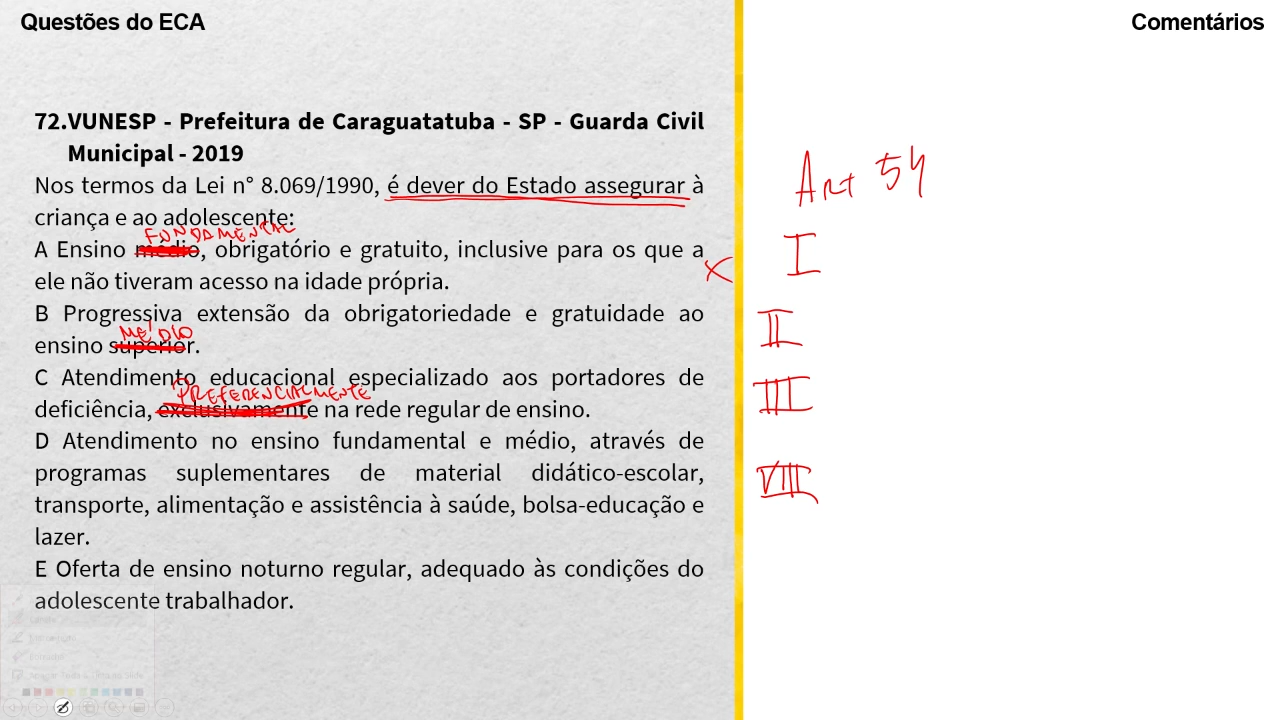 Questões do ECA
Comentários
72.VUNESP - Prefeitura de Caraguatatuba - SP - Guarda Civil
Municipal - 2019
Nos termos da Lei n° 8.069/1990, é dever do Estado assegurar à
criança e ao adolescente:
FUNDAMENTAL
A Ensino médio, obrigatório e gratuito, inclusive para os que a
ele não tiveram acesso na idade própria.
B Progressiva extensão da obrigatoriedade e gratuidade ao
MÉDIO
ensino superior.
C Atendimento educacional especializado aos portadores de
PREFERENCIALMENTE
deficiência, exclusivamente na rede regular de ensino.
D Atendimento no ensino fundamental e médio, através de
programas suplementares de material didático-escolar,
transporte, alimentação e assistência à saúde, bolsa-educação e
lazer.
E Oferta de ensino noturno regular, adequado às condições do
adolescente trabalhador.
Art 54
X
I
II
III
VIII